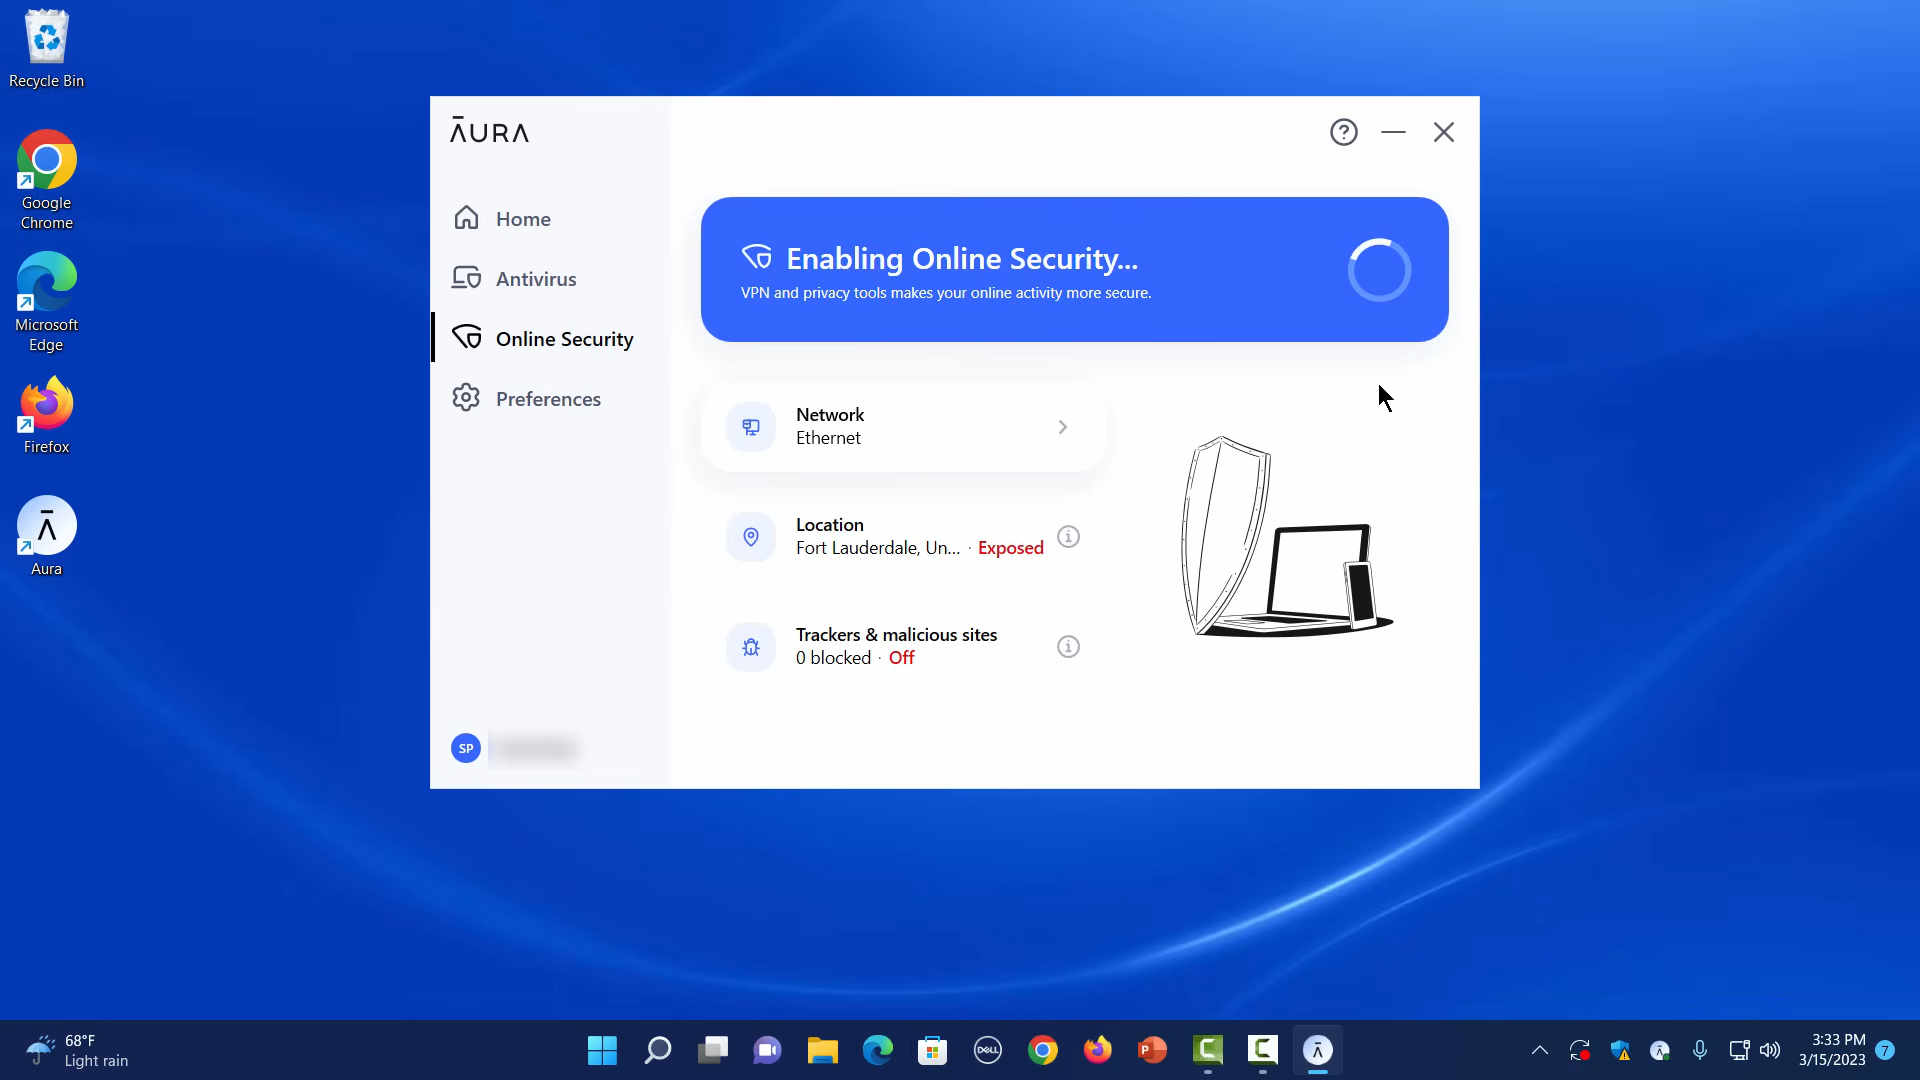 Recycle Bin
Google
Chrome
Microsoft
Edge
Firefox
Aura
ĀURA
Home
Antivirus
Online Security
Preferences
SP
Enabling Online Security...
VPN and privacy tools makes your online activity more secure.
Network
Ethernet
Location
Fort Lauderdale, Un... · Exposed
Trackers & malicious sites
0 blocked · Off
68°F
Light rain
DELL
3:33 PM
3/15/2023
7